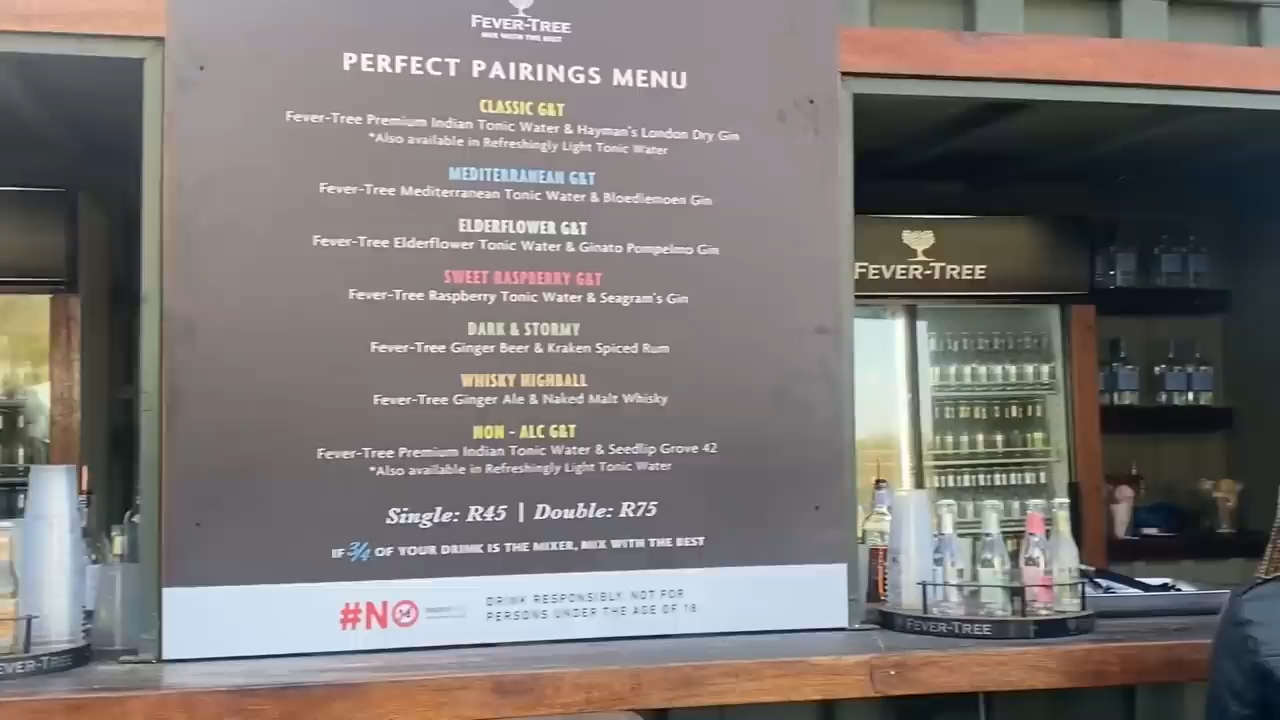 FEVER-TREE
MIX WITH THE BEST
PERFECT PAIRINGS MENU
CLASSIC G&T
Fever-Tree Premium Indian Tonic Water & Hayman's London Dry Gin
*Also available in Refreshingly Light Tonic Water
MEDITERRANEAN G&T
Fever-Tree Mediterranean Tonic Water & Bloedlemoen Gin
ELDERFLOWER G&T
Fever-Tree Elderflower Tonic Water & Ginato Pompelmo Gin
SWEET RASPBERRY G&T
Fever-Tree Raspberry Tonic Water & Seagram's Gin
DARK & STORMY
Fever-Tree Ginger Beer & Kraken Spiced Rum
WHISKY HIGHBALL
Fever-Tree Ginger Ale & Naked Malt Whisky
NON - ALC G&T
Fever-Tree Premium Indian Tonic Water & Seedlip Grove 42
*Also available in Refreshingly Light Tonic Water
Single: R45 | Double: R75
IF 3/4 OF YOUR DRINK IS THE MIXER, MIX WITH THE BEST
#NO
DRINK RESPONSIBLY. NOT FOR
PERSONS UNDER THE AGE OF 18
FEVER-TREE
FEVER-TREE
EVER-TREE